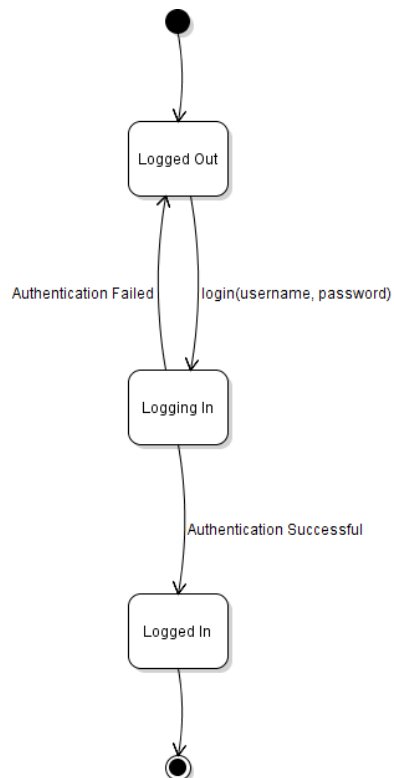 Logged Out
Authentication Failed
login(username, password)
Logging In
Authentication Successful
Logged In